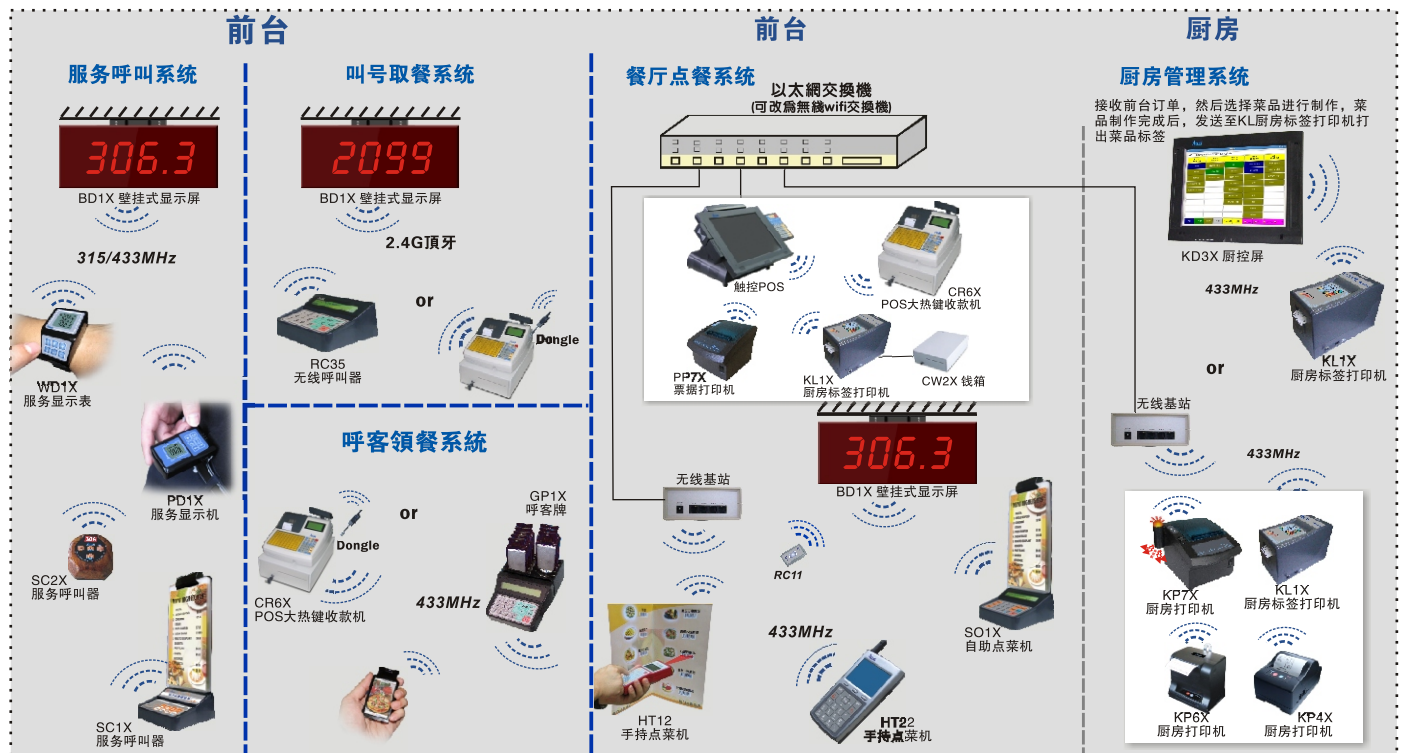 前台
前台
厨房
服务呼叫系统
306.3
BD1X 壁挂式显示屏
315/433MHz
WD1X
服务显示表
PD1X
服务显示机
30A
SC2X
服务呼叫器
SC1X
服务呼叫器
叫号取餐系统
2099
BD1X 壁挂式显示屏
2.4G頂牙
or
RC35
无线呼叫器
Dongle
呼客領餐系統
or
GP1X
呼客牌
Dongle
CR6X
POS大热键收款机
433MHz
餐厅点餐系统
以太網交換機
(可改爲無綫wifi交換機)
触控POS
CR6X
POS大热键收款机
PP7X
票据打印机
KL1X
厨房标签打印机
CW2X 钱箱
306.3
BD1X 壁挂式显示屏
无线基站
RC11
433MHz
SO1X
自助点菜机
HT12
手持点菜机
HT22
手持点菜机
厨房管理系统
接收前台订单，然后选择菜品进行制作，菜
品制作完成后，发送至KL厨房标签打印机打
出菜品标签
KD3X 厨控屏
433MHz
KL1X
厨房标签打印机
or
无线基站
433MHz
KP7X
厨房打印机
KL1X
厨房标签打印机
KP6X
厨房打印机
KP4X
厨房打印机